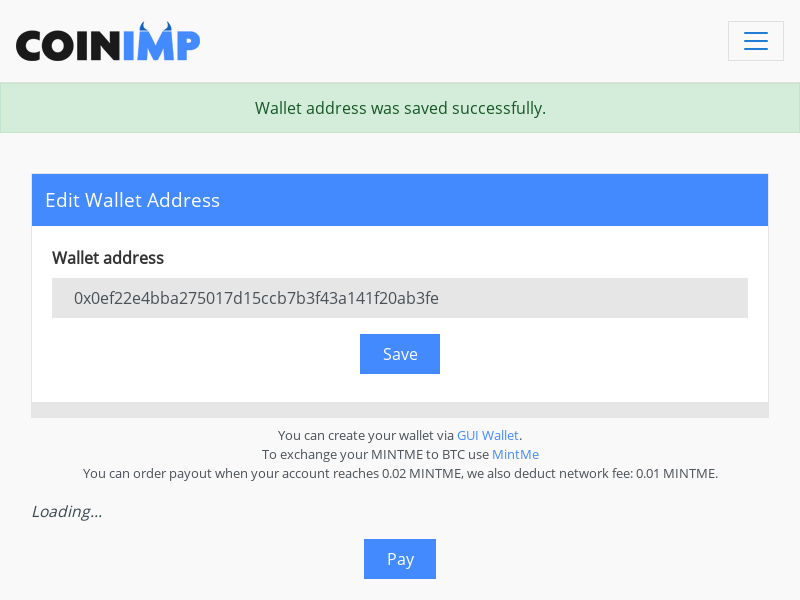 COINIMP
Wallet address was saved successfully.
Edit Wallet Address
Wallet address
0x0ef22e4bba275017d15ccb7b3f43a141f20ab3fe
Save
You can create your wallet via GUI Wallet.
To exchange your MINTME to BTC use MintMe
You can order payout when your account reaches 0.02 MINTME, we also deduct network fee: 0.01 MINTME.
Loading...
Pay